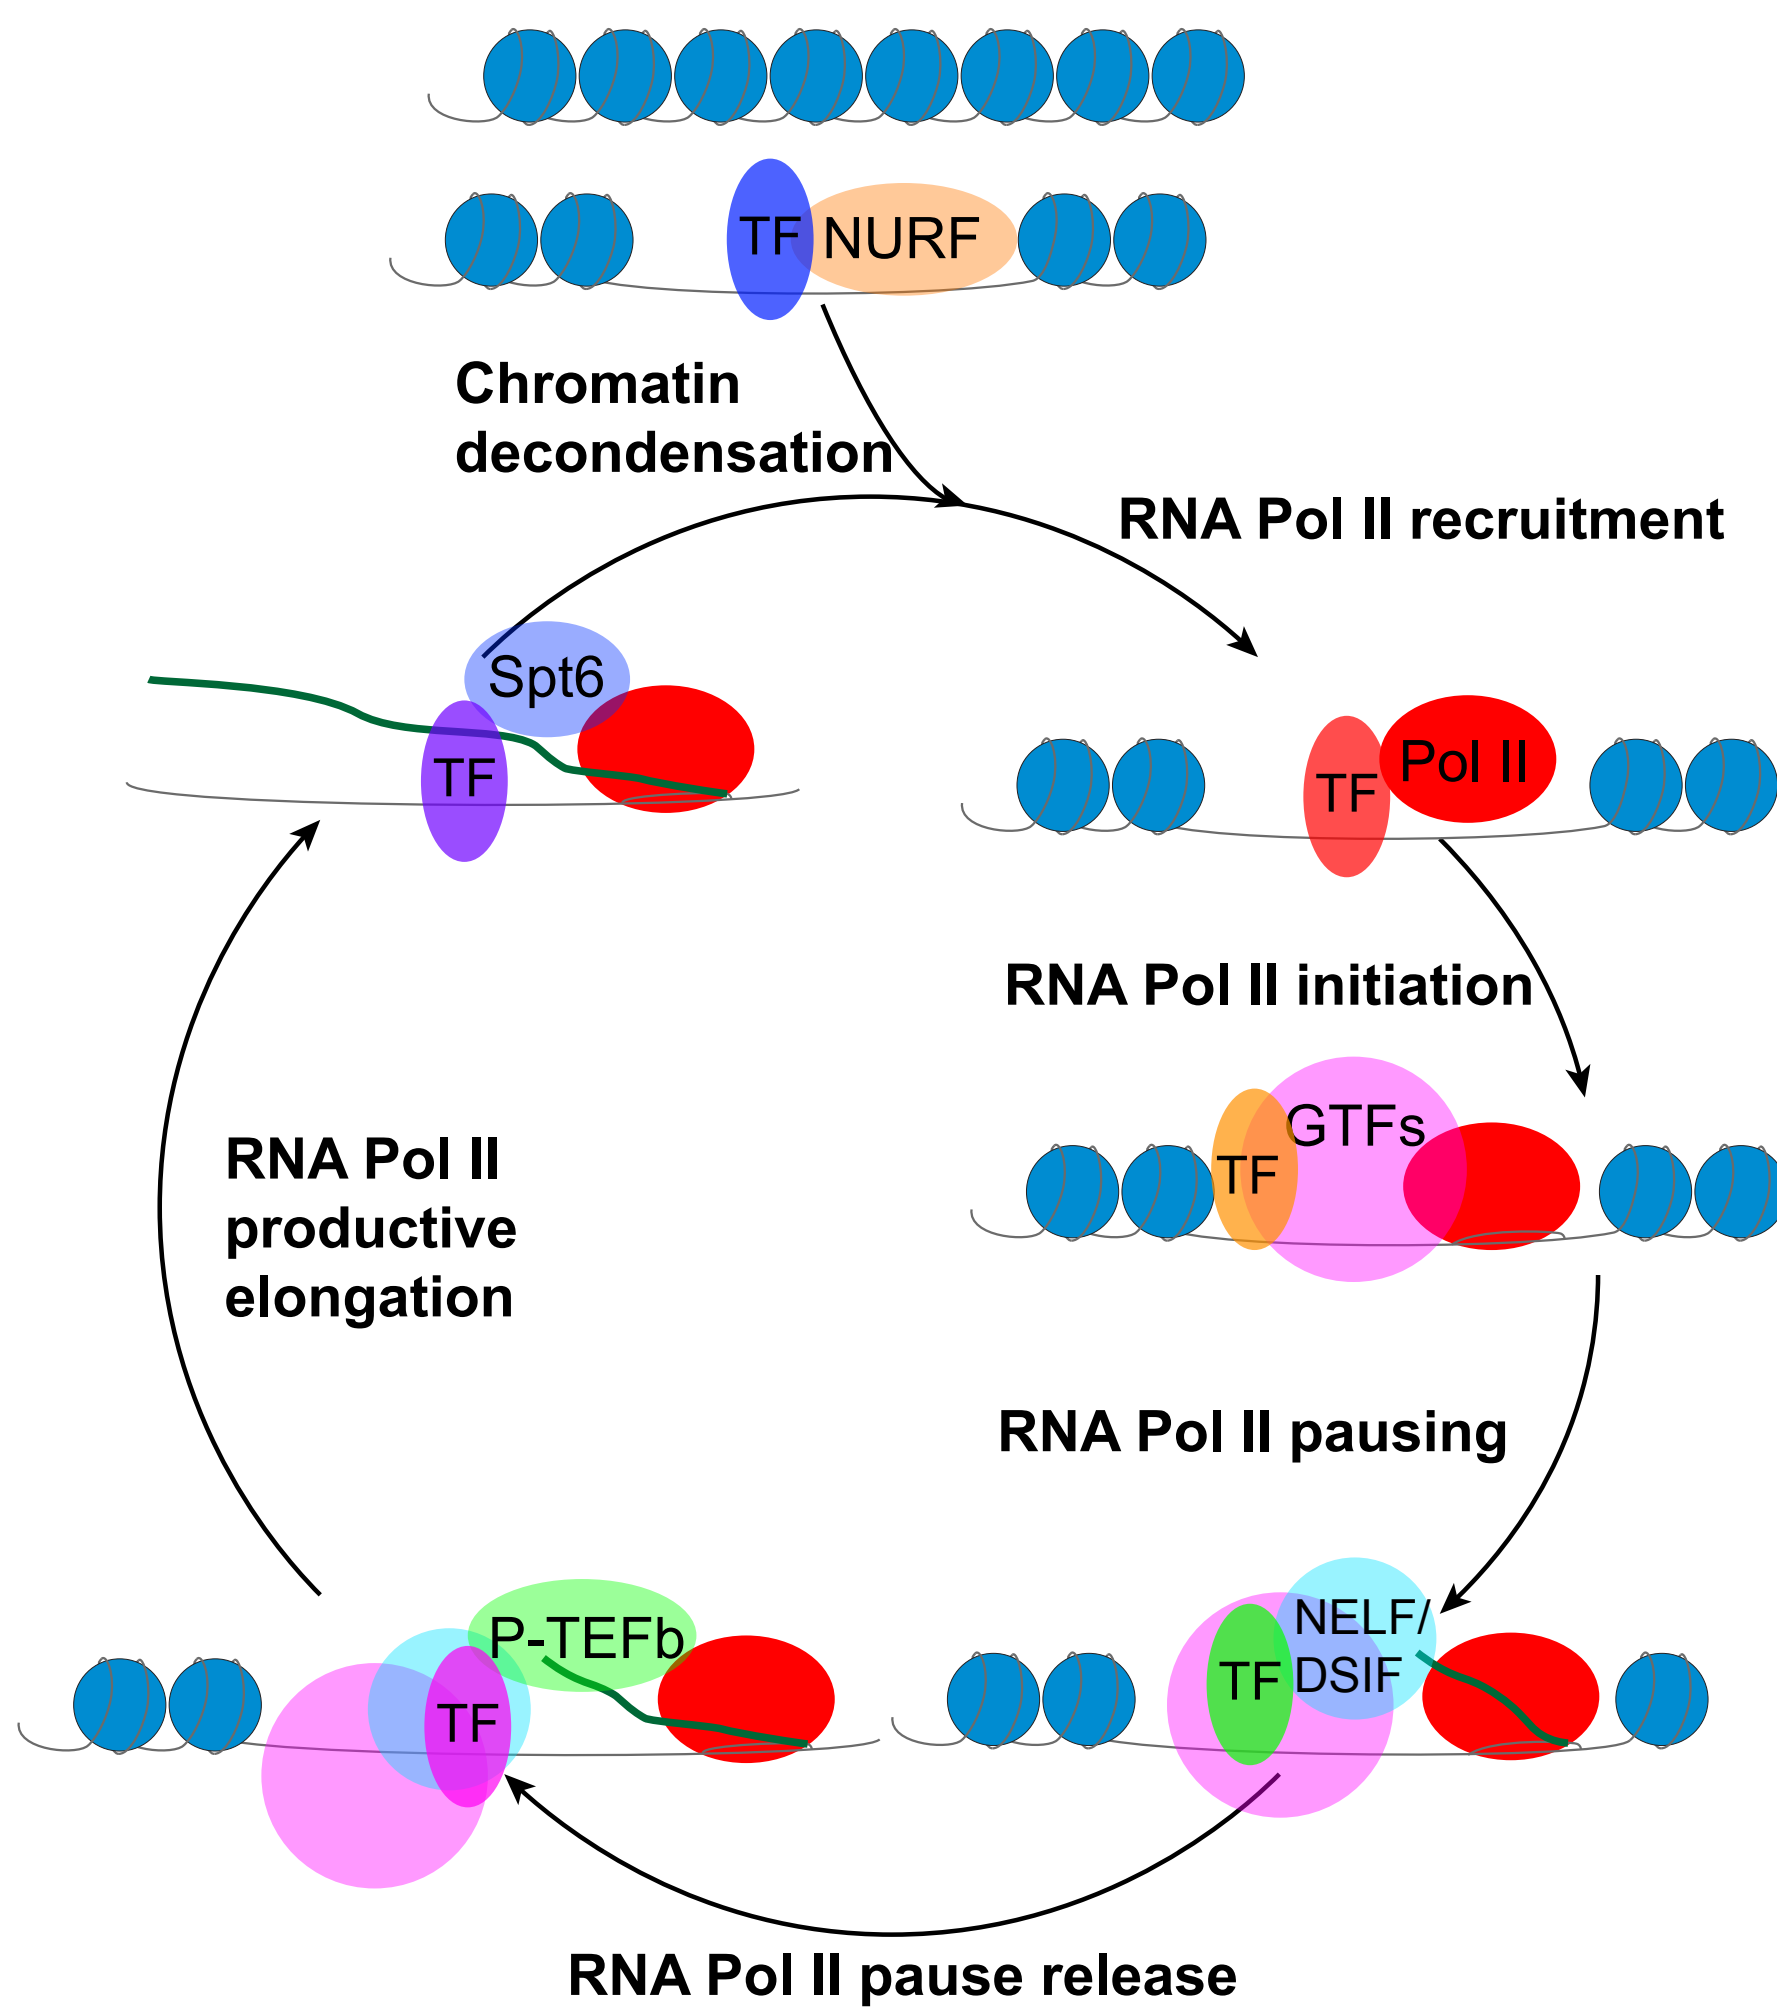 TF NURF
Chromatin
decondensation
RNA Pol II recruitment
Spt6
TF
Pol II
TF
RNA Pol II initiation
GTFs
TF
RNA Pol II
productive
elongation
RNA Pol II pausing
P-TEFb
TF
NELF/
DSIF
TF
RNA Pol II pause release